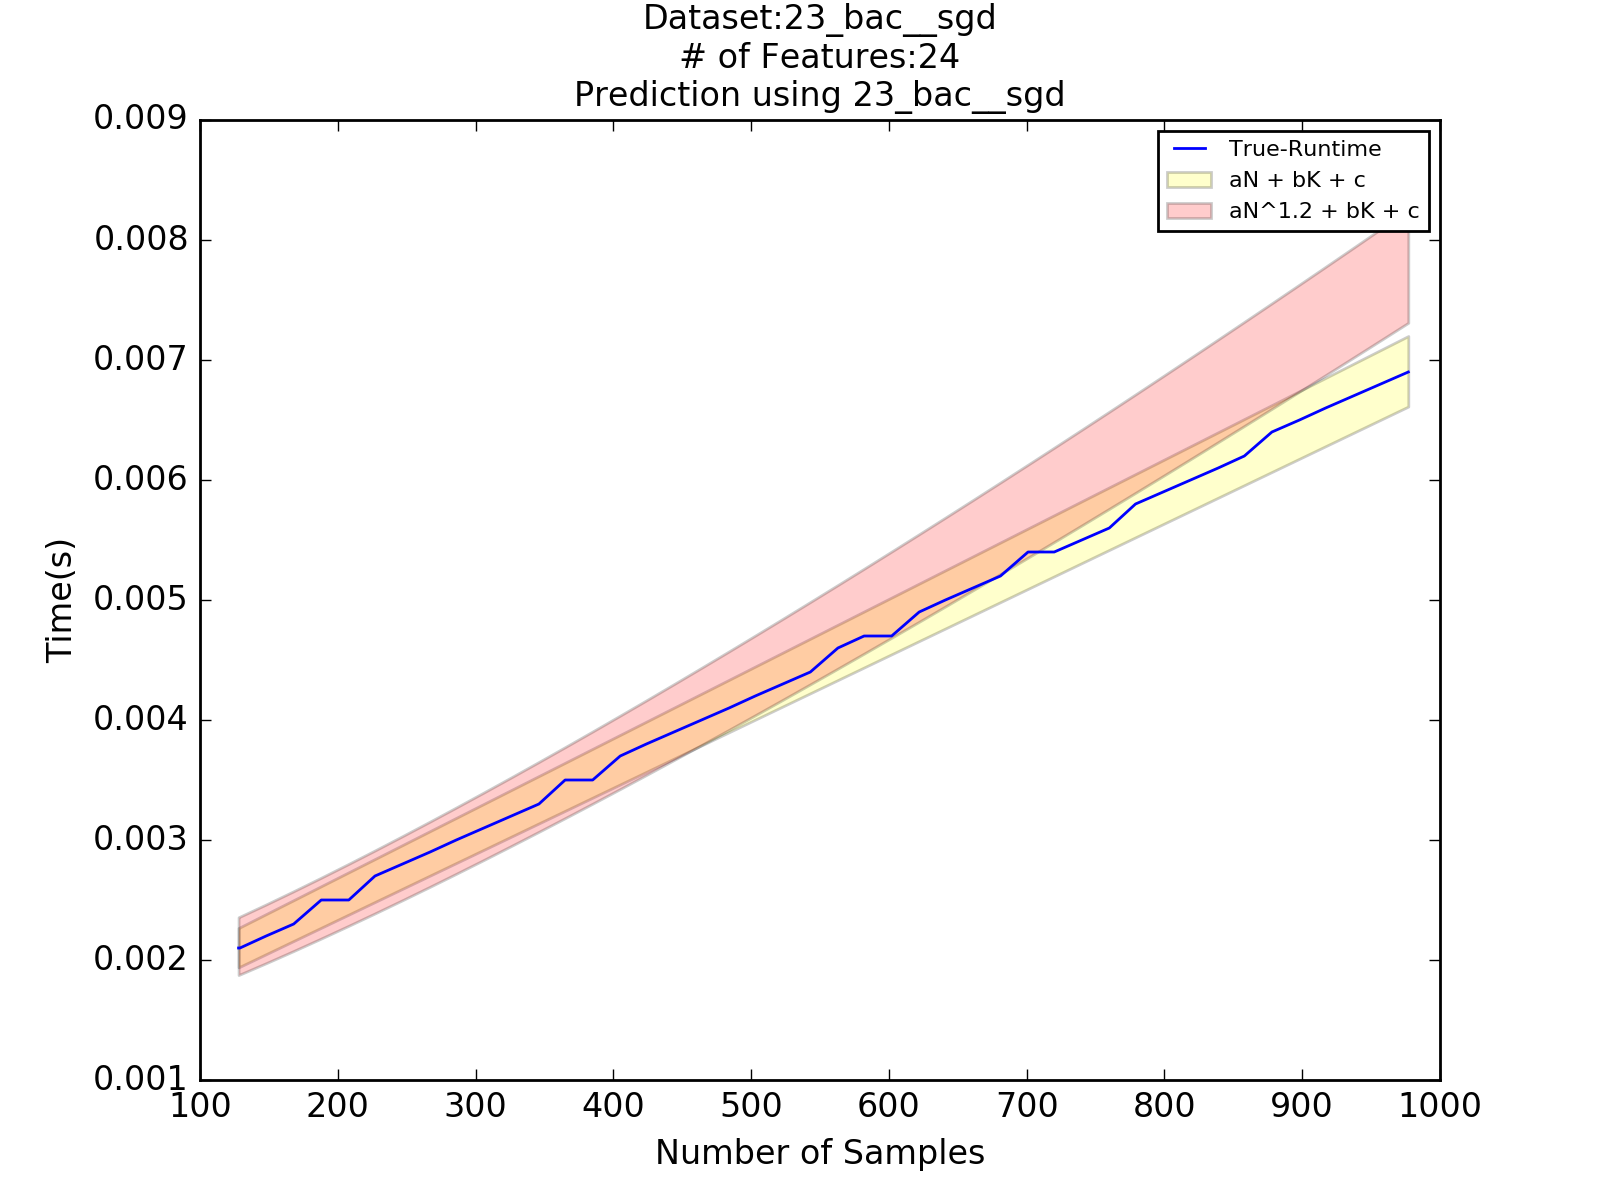 Dataset:23_bac__sgd
# of Features:24
Prediction using 23_bac__sgd
0.009
0.008
0.007
0.006
0.005
0.004
0.003
0.002
0.001
Time(s)
True-Runtime
aN + bK + c
aN^1.2 + bK + c
100 200 300 400 500 600 700 800 900 1000
Number of Samples